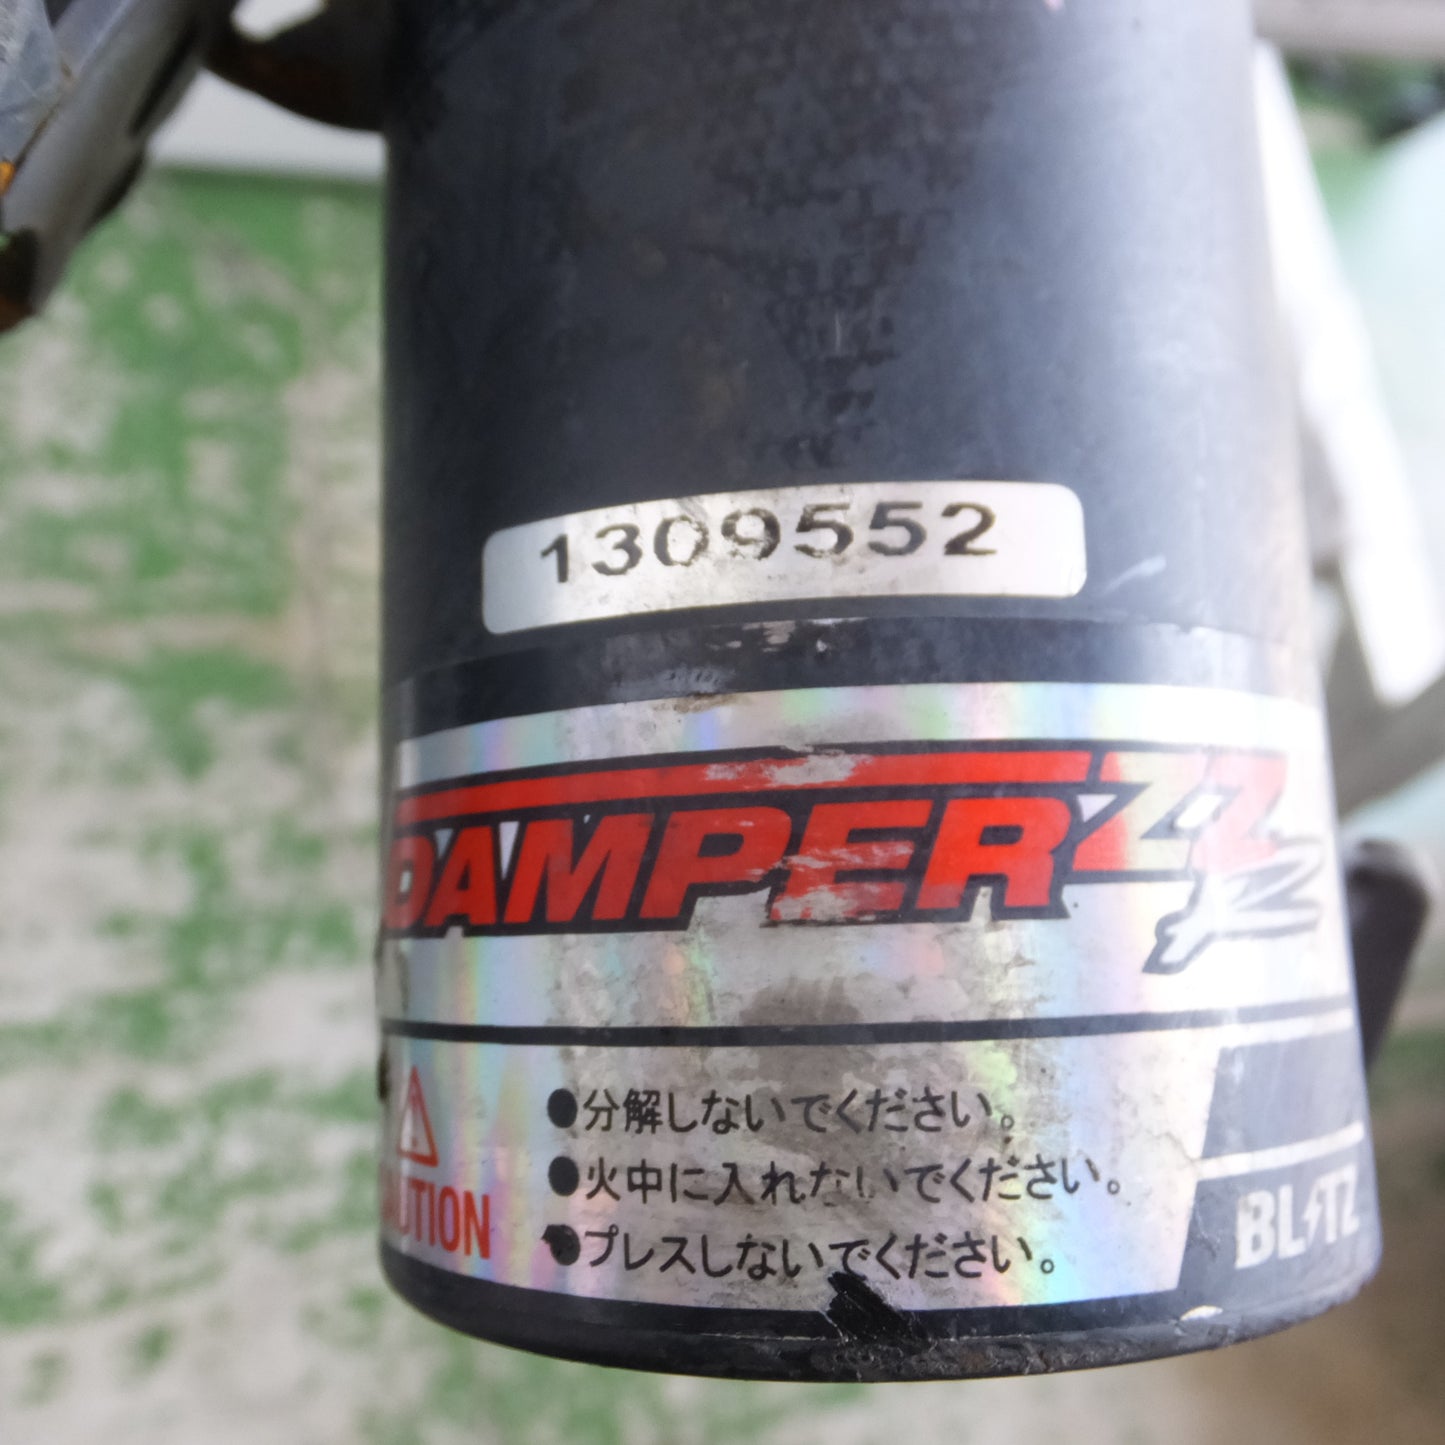 1309552
DAMPER ZZ-R
CAUTION
●分解しないでください。
●火中に入れないでください。
●プレスしないでください。
BLITZ